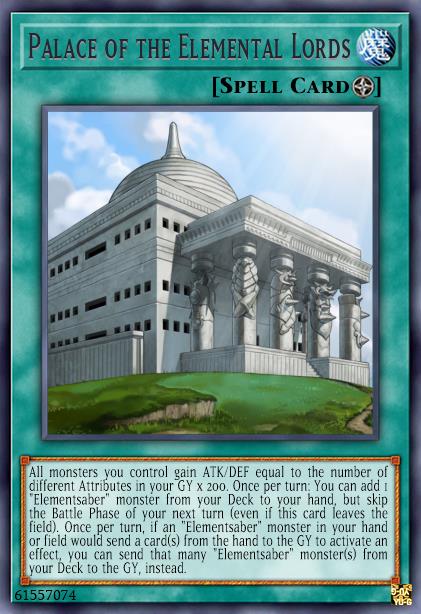 PALACE OF THE ELEMENTAL LORDS 魔
[SPELL CARD]
All monsters you control gain ATK/DEF equal to the number of
different Attributes in your GY x 200. Once per turn: You can add 1
"Elementsaber" monster from your Deck to your hand, but skip
the Battle Phase of your next turn (even if this card leaves the
field). Once per turn, if an "Elementsaber" monster in your hand
or field would send a card(s) from the hand to the GY to activate an
effect, you can send that many "Elementsaber" monster(s) from
your Deck to the GY, instead.
61557074